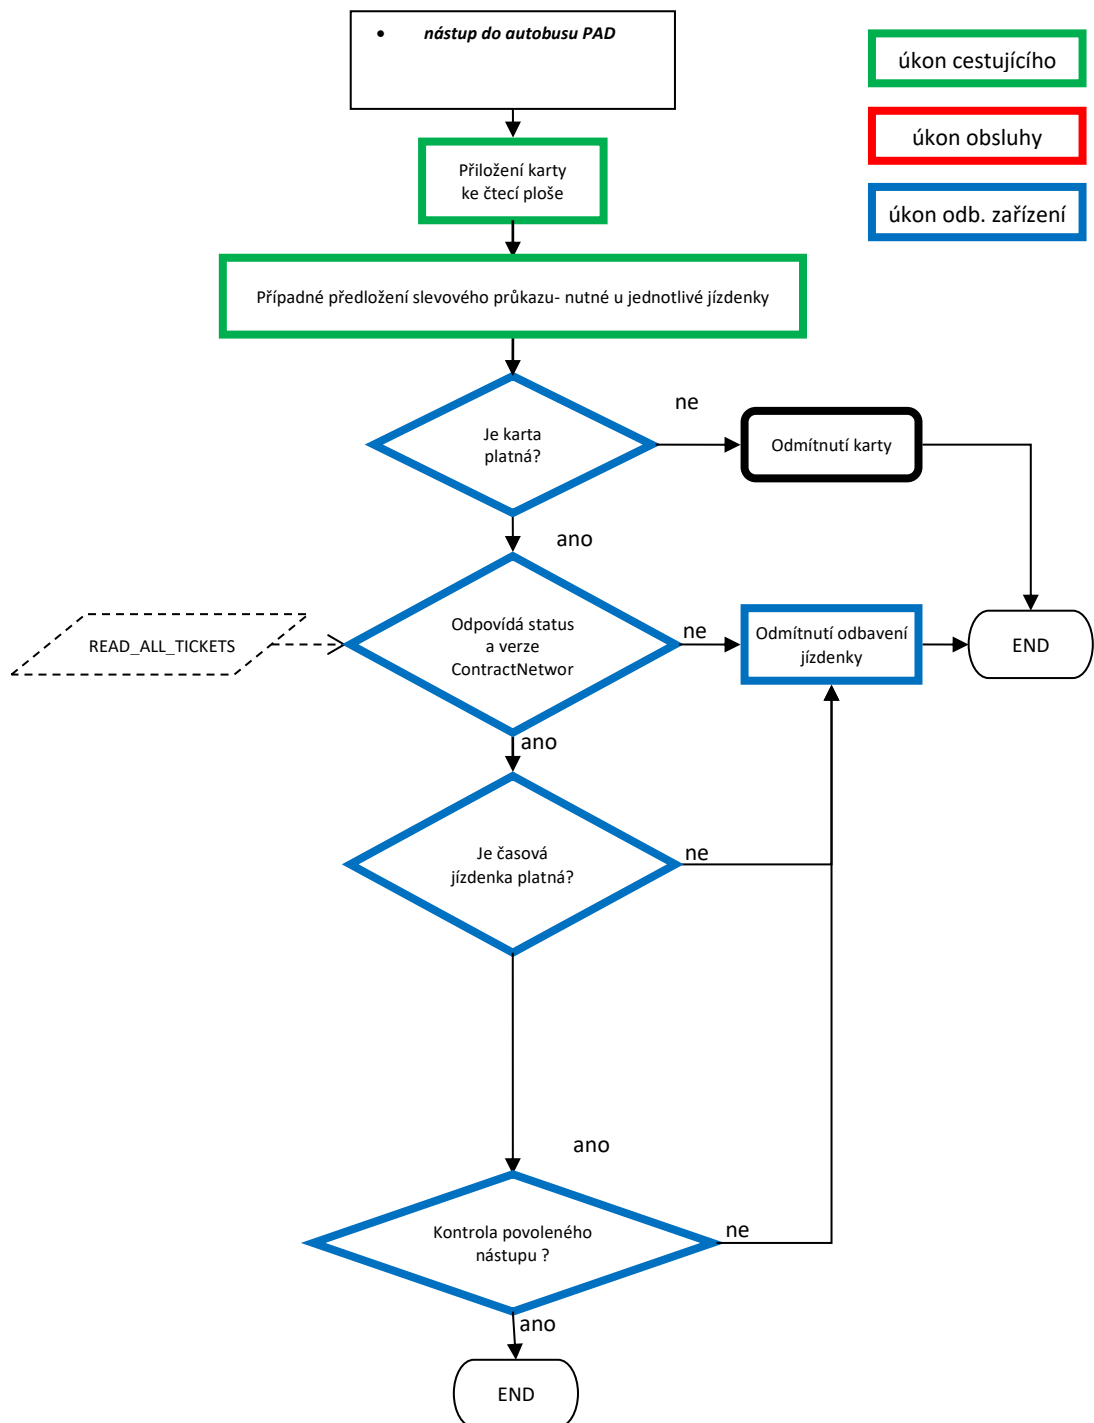 • nástup do autobusu PAD
úkon cestujícího
úkon obsluhy
úkon odb. zařízení
Přiložení karty
ke čtecí ploše
Případné předložení slevového průkazu- nutné u jednotlivé jízdenky
Je karta
platná?
ne
Odmítnutí karty
ano
READ_ALL_TICKETS
Odpovídá status
a verze
ContractNetwor
ne
Odmítnutí odbavení
jízdenky
END
ano
Je časová
jízdenka platná?
ne
ano
Kontrola povoleného
nástupu ?
ne
ano
END